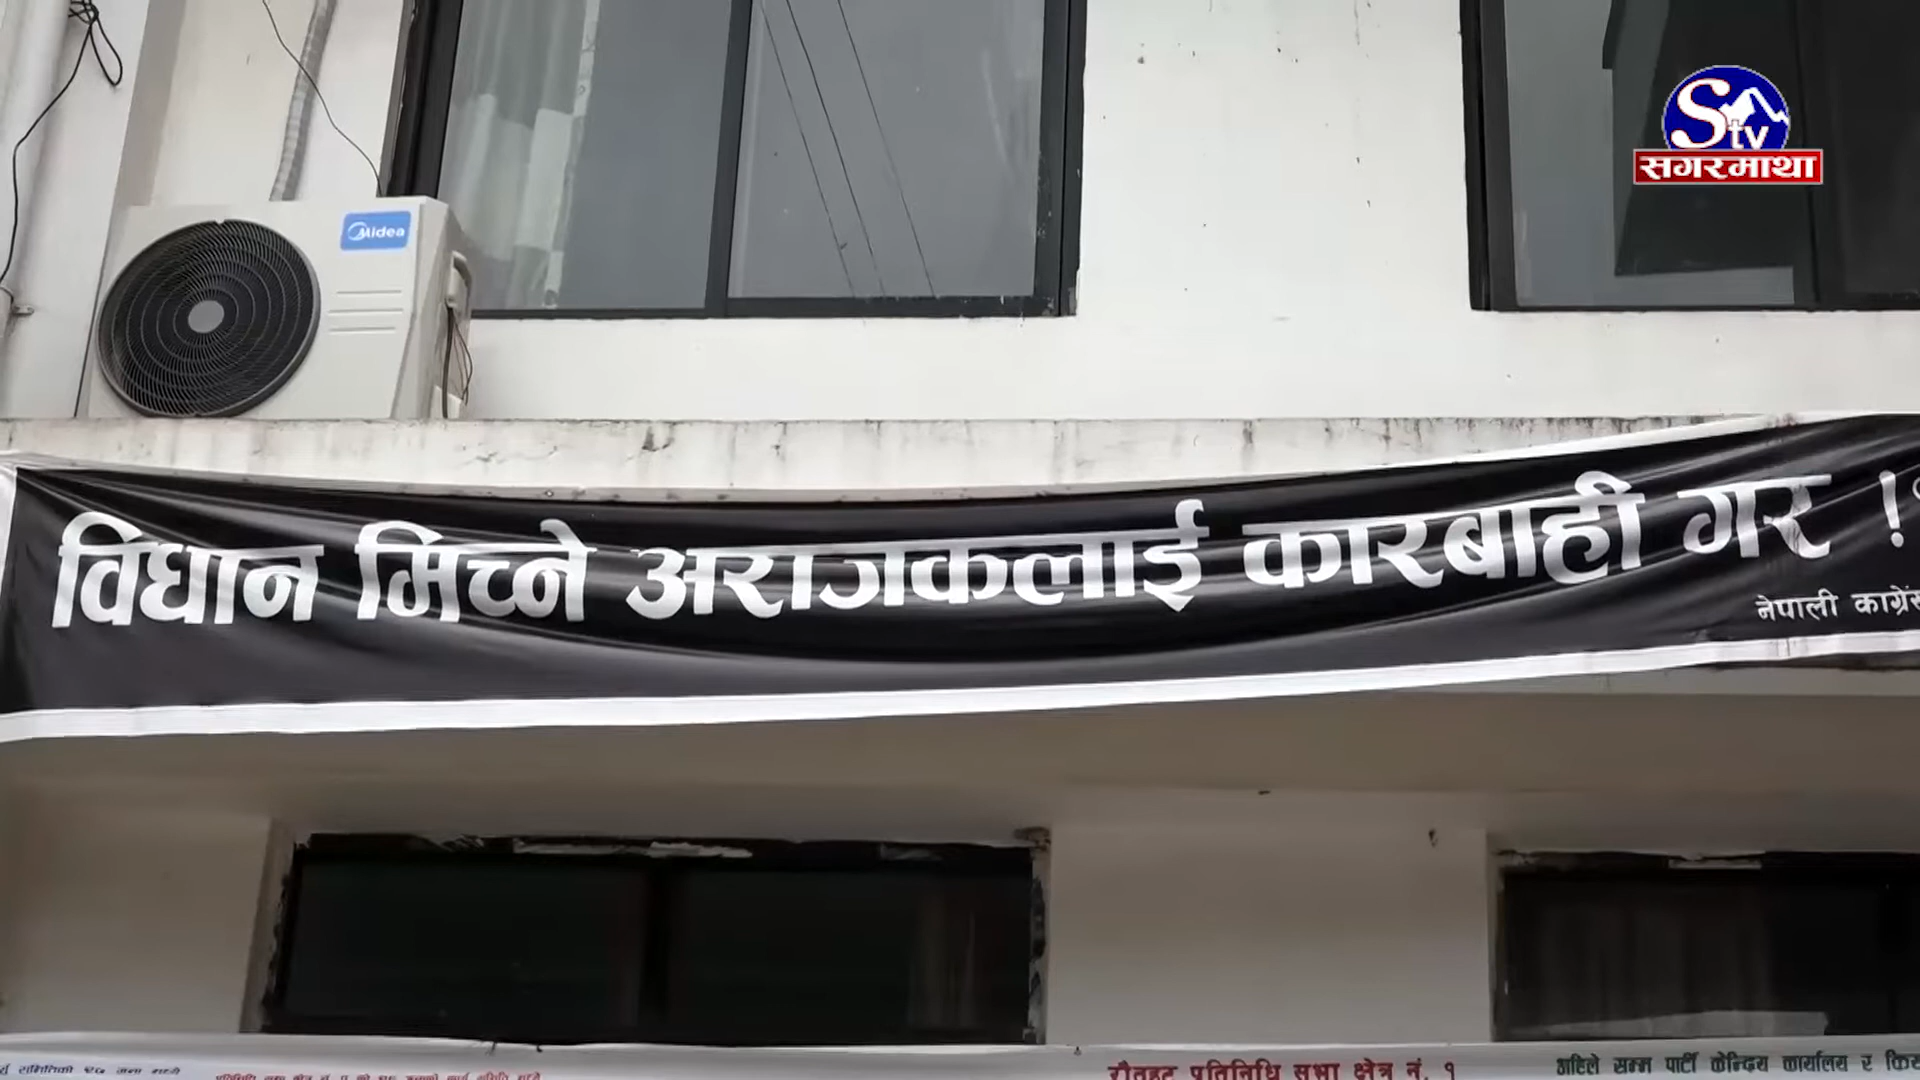 Stv
सगरमाथा
Midea
विधान मिच्ने अराजकलाई कारबाही गर !
नेपाली काग्रेंस
रौतहट प्रतिनिधि सभा क्षेत्र नं. १
अहिले सम्म पार्टी केन्द्रिय कार्यालय र